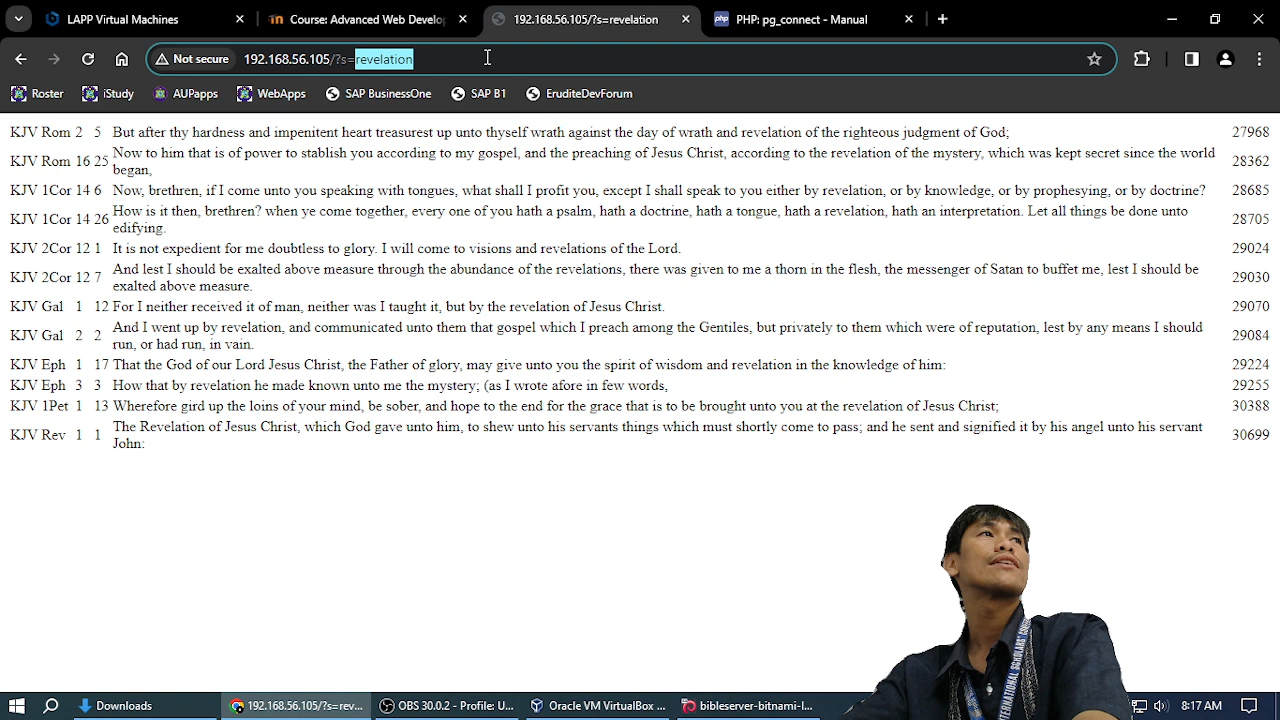 LAPP Virtual Machines
Course: Advanced Web Develo
192.168.56.105/?s=revelation
PHP: pg_connect - Manual
Not secure 192.168.56.105/?s=revelation
Roster iStudy AUPapps WebApps SAP BusinessOne SAP B1 EruditeDevForum
KJV Rom 2 5 But after thy hardness and impenitent heart treasurest up unto thyself wrath against the day of wrath and revelation of the righteous judgment of God; 27968
KJV Rom 16 25 Now to him that is of power to stablish you according to my gospel, and the preaching of Jesus Christ, according to the revelation of the mystery, which was kept secret since the world
began, 28362
KJV 1Cor 14 6 Now, brethren, if I come unto you speaking with tongues, what shall I profit you, except I shall speak to you either by revelation, or by knowledge, or by prophesying, or by doctrine? 28685
KJV 1Cor 14 26 How is it then, brethren? when ye come together, every one of you hath a psalm, hath a doctrine, hath a tongue, hath a revelation, hath an interpretation. Let all things be done unto
edifying. 28705
KJV 2Cor 12 1 It is not expedient for me doubtless to glory. I will come to visions and revelations of the Lord. 29024
KJV 2Cor 12 7 And lest I should be exalted above measure through the abundance of the revelations, there was given to me a thorn in the flesh, the messenger of Satan to buffet me, lest I should be
exalted above measure. 29030
KJV Gal 1 12 For I neither received it of man, neither was I taught it, but by the revelation of Jesus Christ. 29070
KJV Gal 2 2 And I went up by revelation, and communicated unto them that gospel which I preach among the Gentiles, but privately to them which were of reputation, lest by any means I should
run, or had run, in vain. 29084
KJV Eph 1 17 That the God of our Lord Jesus Christ, the Father of glory, may give unto you the spirit of wisdom and revelation in the knowledge of him: 29224
KJV Eph 3 3 How that by revelation he made known unto me the mystery; (as I wrote afore in few words, 29255
KJV 1Pet 1 13 Wherefore gird up the loins of your mind, be sober, and hope to the end for the grace that is to be brought unto you at the revelation of Jesus Christ; 30388
KJV Rev 1 1 The Revelation of Jesus Christ, which God gave unto him, to shew unto his servants things which must shortly come to pass; and he sent and signified it by his angel unto his servant
John: 30699
Downloads
192.168.56.105/?s=rev...
OBS 30.0.2 - Profile: U...
Oracle VM VirtualBox ...
bibleserver-bitnami-l...
8:17 AM